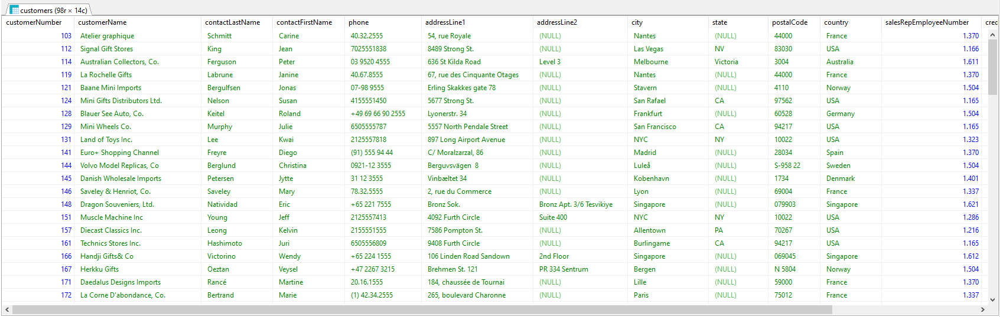 customers (98r × 14c)
customerNumber customerName contactLastName contactFirstName phone addressLine1 addressLine2 city state postalCode country salesRepEmployeeNumber cred
103 Atelier graphique Schmitt Carine 40.32.2555 54, rue Royale (NULL) Nantes (NULL) 44000 France 1.370
112 Signal Gift Stores King Jean 7025551838 8489 Strong St. (NULL) Las Vegas NV 83030 USA 1.166
114 Australian Collectors, Co. Ferguson Peter 03 9520 4555 636 St Kilda Road Level 3 Melbourne Victoria 3004 Australia 1.611
119 La Rochelle Gifts Labrune Janine 40.67.8555 67, rue des Cinquante Otages (NULL) Nantes (NULL) 44000 France 1.370
121 Baane Mini Imports Bergulfsen Jonas 07-98 9555 Erling Skakkes gate 78 (NULL) Stavern (NULL) 4110 Norway 1.504
124 Mini Gifts Distributors Ltd. Nelson Susan 4155551450 5677 Strong St. (NULL) San Rafael CA 97562 USA 1.165
128 Blauer See Auto, Co. Keitel Roland +49 69 66 90 2555 Lyonerstr. 34 (NULL) Frankfurt (NULL) 60528 Germany 1.504
129 Mini Wheels Co. Murphy Julie 6505555787 5557 North Pendale Street (NULL) San Francisco CA 94217 USA 1.165
131 Land of Toys Inc. Lee Kwai 2125557818 897 Long Airport Avenue (NULL) NYC NY 10022 USA 1.323
141 Euro+ Shopping Channel Freyre Diego (91) 555 94 44 C/ Moralzarzal, 86 (NULL) Madrid (NULL) 28034 Spain 1.370
144 Volvo Model Replicas, Co Berglund Christina 0921-12 3555 Berguvsvägen  8 (NULL) Luleå (NULL) S-958 22 Sweden 1.504
145 Danish Wholesale Imports Petersen Jytte 31 12 3555 Vinbæltet 34 (NULL) Kobenhavn (NULL) 1734 Denmark 1.401
146 Saveley & Henriot, Co. Saveley Mary 78.32.5555 2, rue du Commerce (NULL) Lyon (NULL) 69004 France 1.337
148 Dragon Souveniers, Ltd. Natividad Eric +65 221 7555 Bronz Sok. Bronz Apt. 3/6 Tesvikiye Singapore (NULL) 079903 Singapore 1.621
151 Muscle Machine Inc Young Jeff 2125557413 4092 Furth Circle Suite 400 NYC NY 10022 USA 1.286
157 Diecast Classics Inc. Leong Kelvin 2155551555 7586 Pompton St. (NULL) Allentown PA 70267 USA 1.216
161 Technics Stores Inc. Hashimoto Juri 6505556809 9408 Furth Circle (NULL) Burlingame CA 94217 USA 1.165
166 Handji Gifts& Co Victorino Wendy +65 224 1555 106 Linden Road Sandown 2nd Floor Singapore (NULL) 069045 Singapore 1.612
167 Herkku Gifts Oeztan Veysel +47 2267 3215 Brehmen St. 121 PR 334 Sentrum Bergen (NULL) N 5804 Norway 1.504
171 Daedalus Designs Imports Rancé Martine 20.16.1555 184, chaussée de Tournai (NULL) Lille (NULL) 59000 France 1.370
172 La Corne D'abondance, Co. Bertrand Marie (1) 42.34.2555 265, boulevard Charonne (NULL) Paris (NULL) 75012 France 1.337